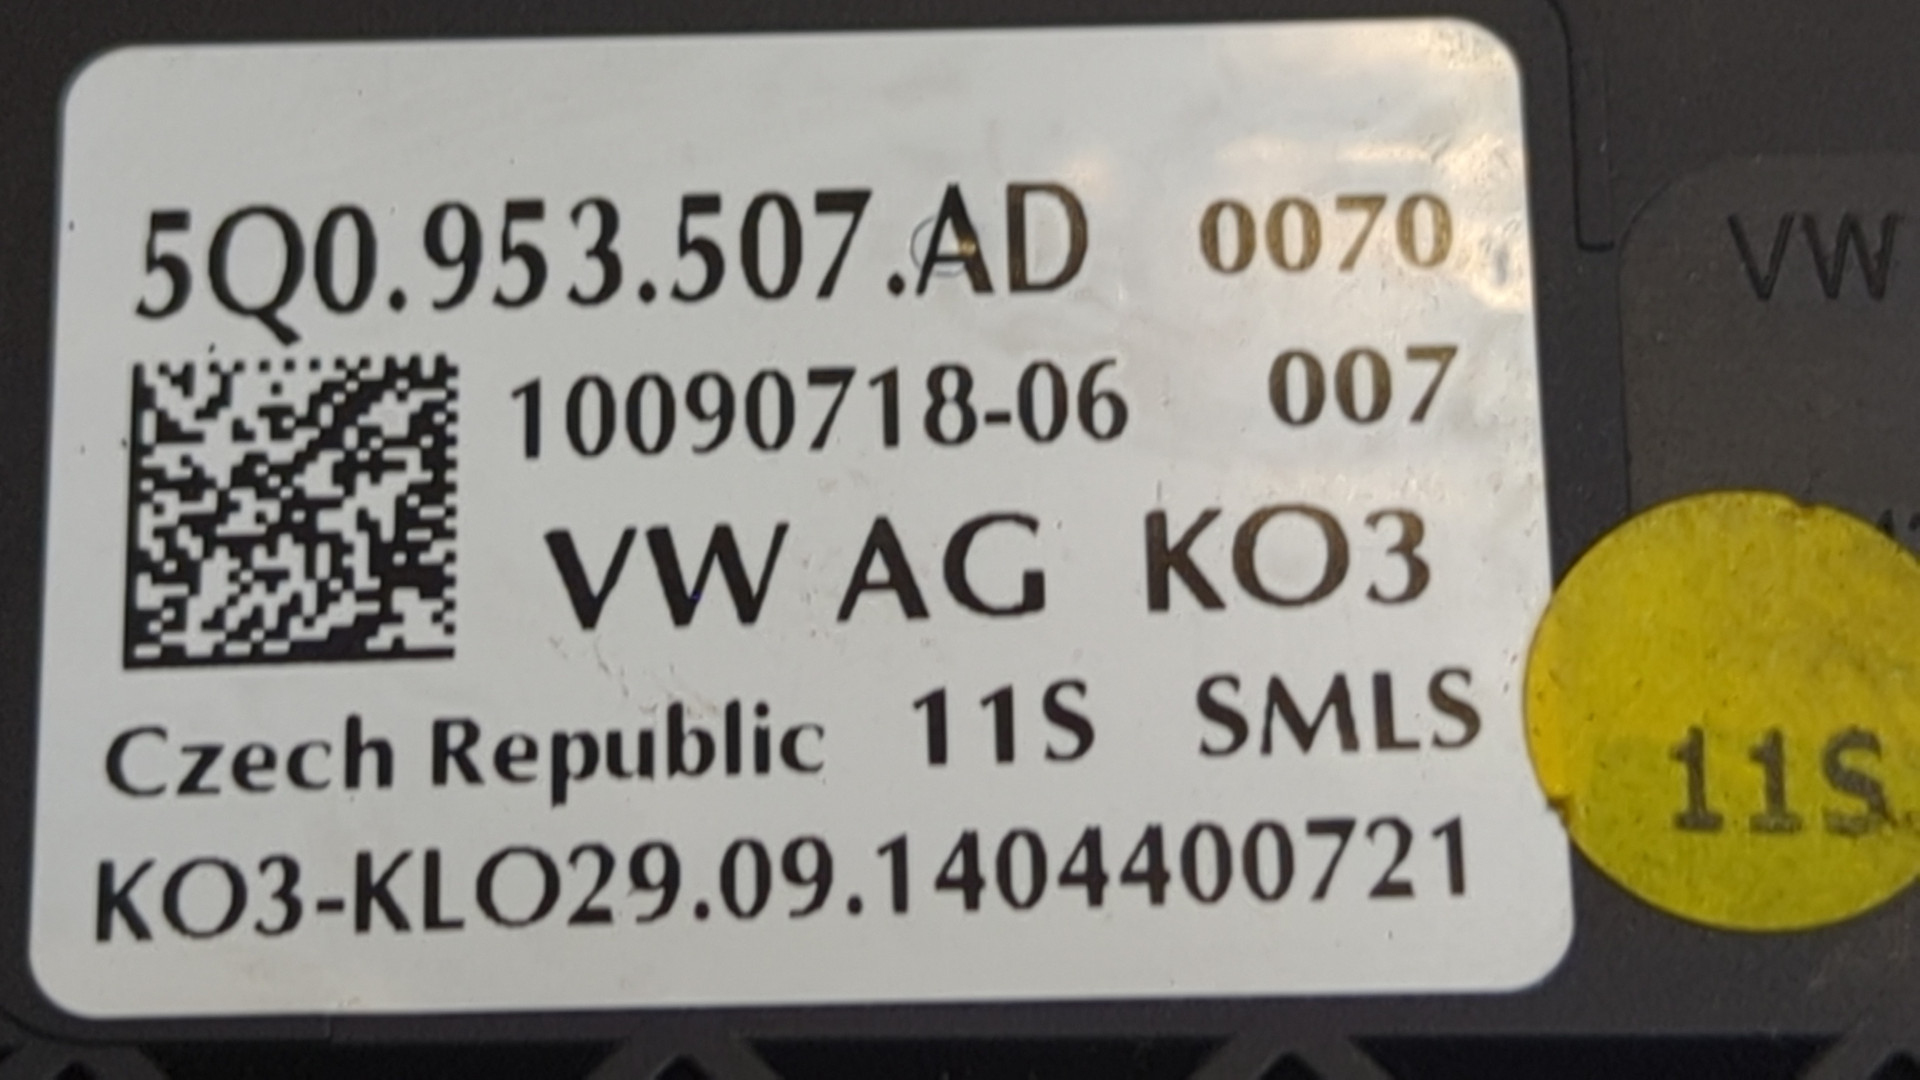 5Q0.953.507.AD 0070
10090718-06 007
VW AG KO3
Czech Republic 11S SMLS
KO3-KLO29.09.1404400721
VW
11S